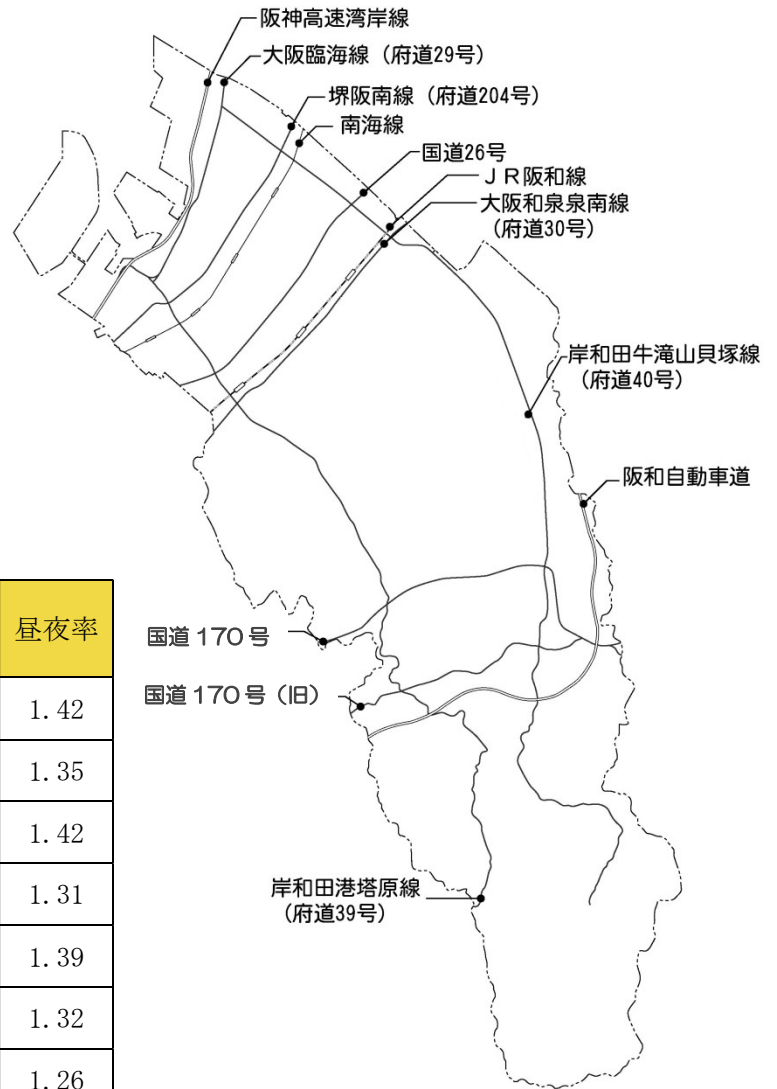 阪神高速湾岸線
大阪臨海線（府道29号）
堺阪南線（府道204号）
南海線
国道26号
ＪＲ阪和線
大阪和泉泉南線
（府道30号）
岸和田牛滝山貝塚線
（府道40号）
阪和自動車道
国道170号
国道170号（旧）
岸和田港塔原線
（府道39号）
昼夜率
1.42
1.35
1.42
1.31
1.39
1.32
1.26